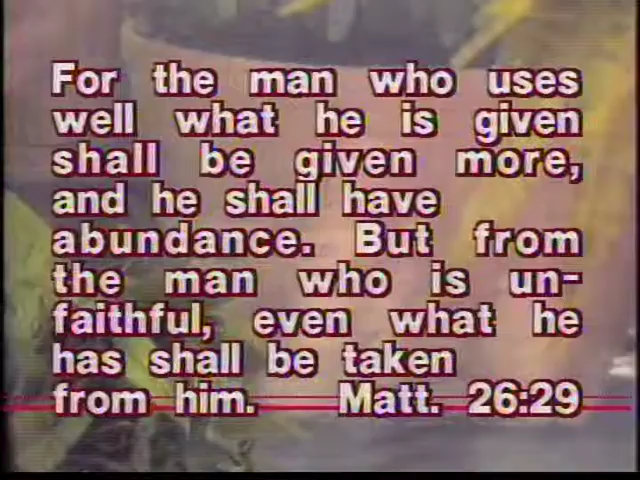 For the man who uses
well what he is given
shall be given more,
and he shall have
abundance. But from
the man who is un-
faithful, even what he
has shall be taken
from him. Matt. 26:29